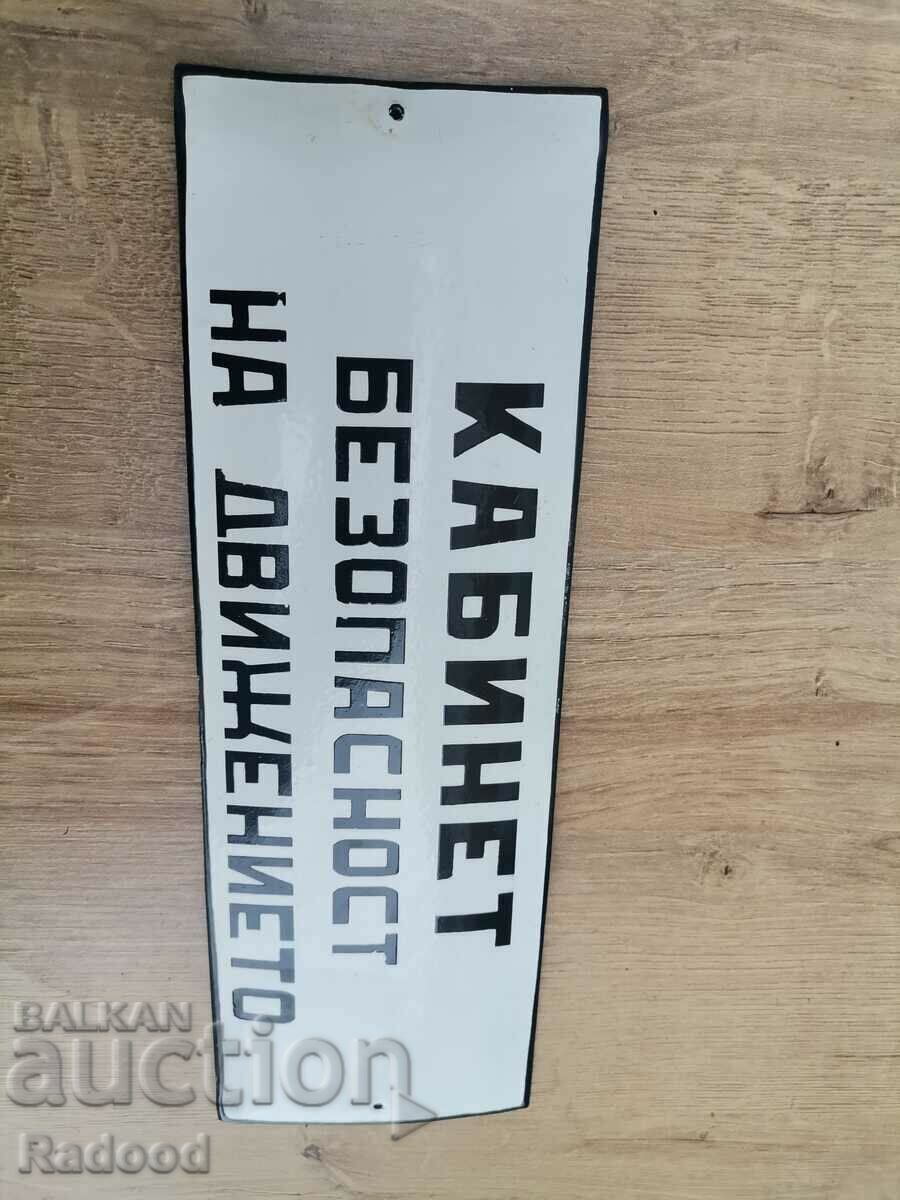 КАБИНЕТ
БЕЗОПАСНОСТ
НА ДВИЖЕНИЕТО
BALKAN
auction
Radood